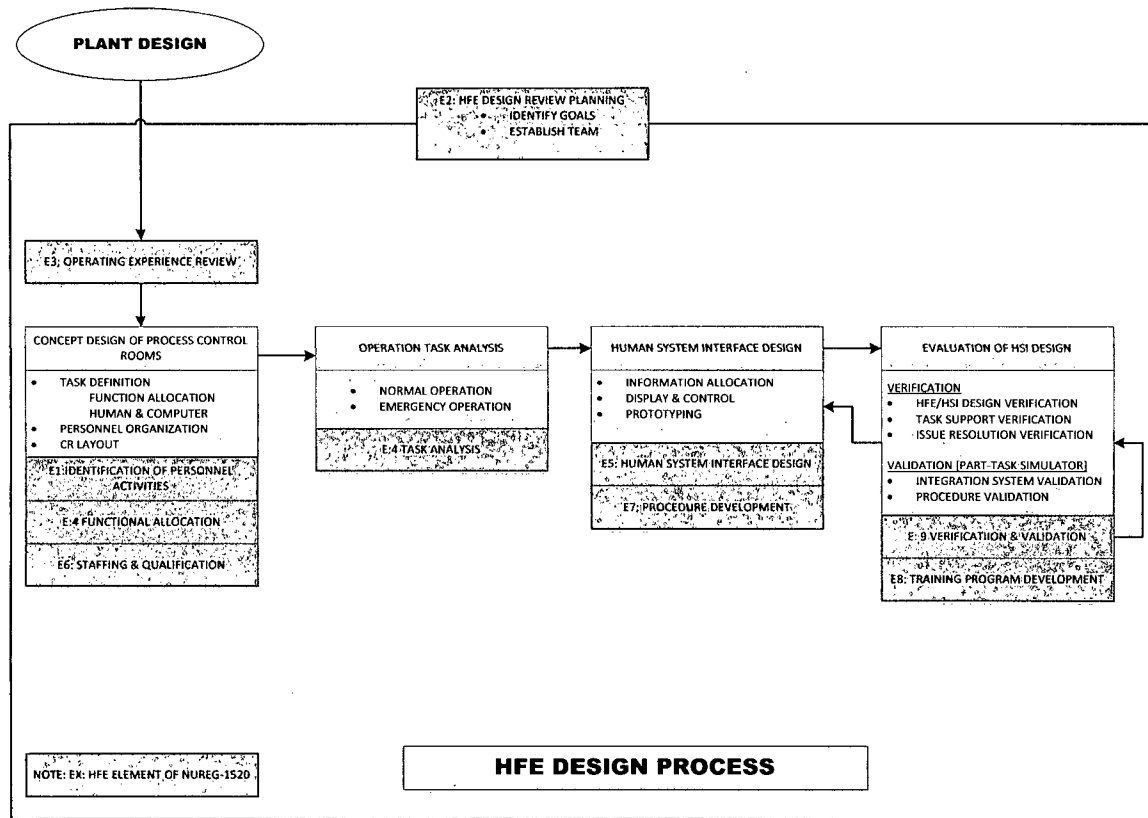 PLANT DESIGN
E2: HFE DESIGN REVIEW PLANNING
• IDENTIFY GOALS
• ESTABLISH TEAM
E3: OPERATING EXPERIENCE REVIEW
CONCEPT DESIGN OF PROCESS CONTROL
ROOMS
• TASK DEFINITION
FUNCTION ALLOCATION
HUMAN & COMPUTER
• PERSONNEL ORGANIZATION
• CR LAYOUT
E1:IDENTIFICATION OF PERSONNEL
ACTIVITIES
E:4 FUNCTIONAL ALLOCATION
E6: STAFFING & QUALIFICATION
OPERATION TASK ANALYSIS
• NORMAL OPERATION
• EMERGENCY OPERATION
E:4 TASK ANALYSIS
HUMAN SYSTEM INTERFACE DESIGN
• INFORMATION ALLOCATION
• DISPLAY & CONTROL
• PROTOTYPING
E5: HUMAN SYSTEM INTERFACE DESIGN
E7: PROCEDURE DEVELOPMENT
EVALUATION OF HSI DESIGN
VERIFICATION
• HFE/HSI DESIGN VERIFICATION
• TASK SUPPORT VERIFICATION
• ISSUE RESOLUTION VERIFICATION
VALIDATION [PART-TASK SIMULATOR]
• INTEGRATION SYSTEM VALIDATION
• PROCEDURE VALIDATION
E: 9 VERIFICATIION & VALIDATION
E8: TRAINING PROGRAM DEVELOPMENT
NOTE: EX: HFE ELEMENT OF NUREG-1520
HFE DESIGN PROCESS